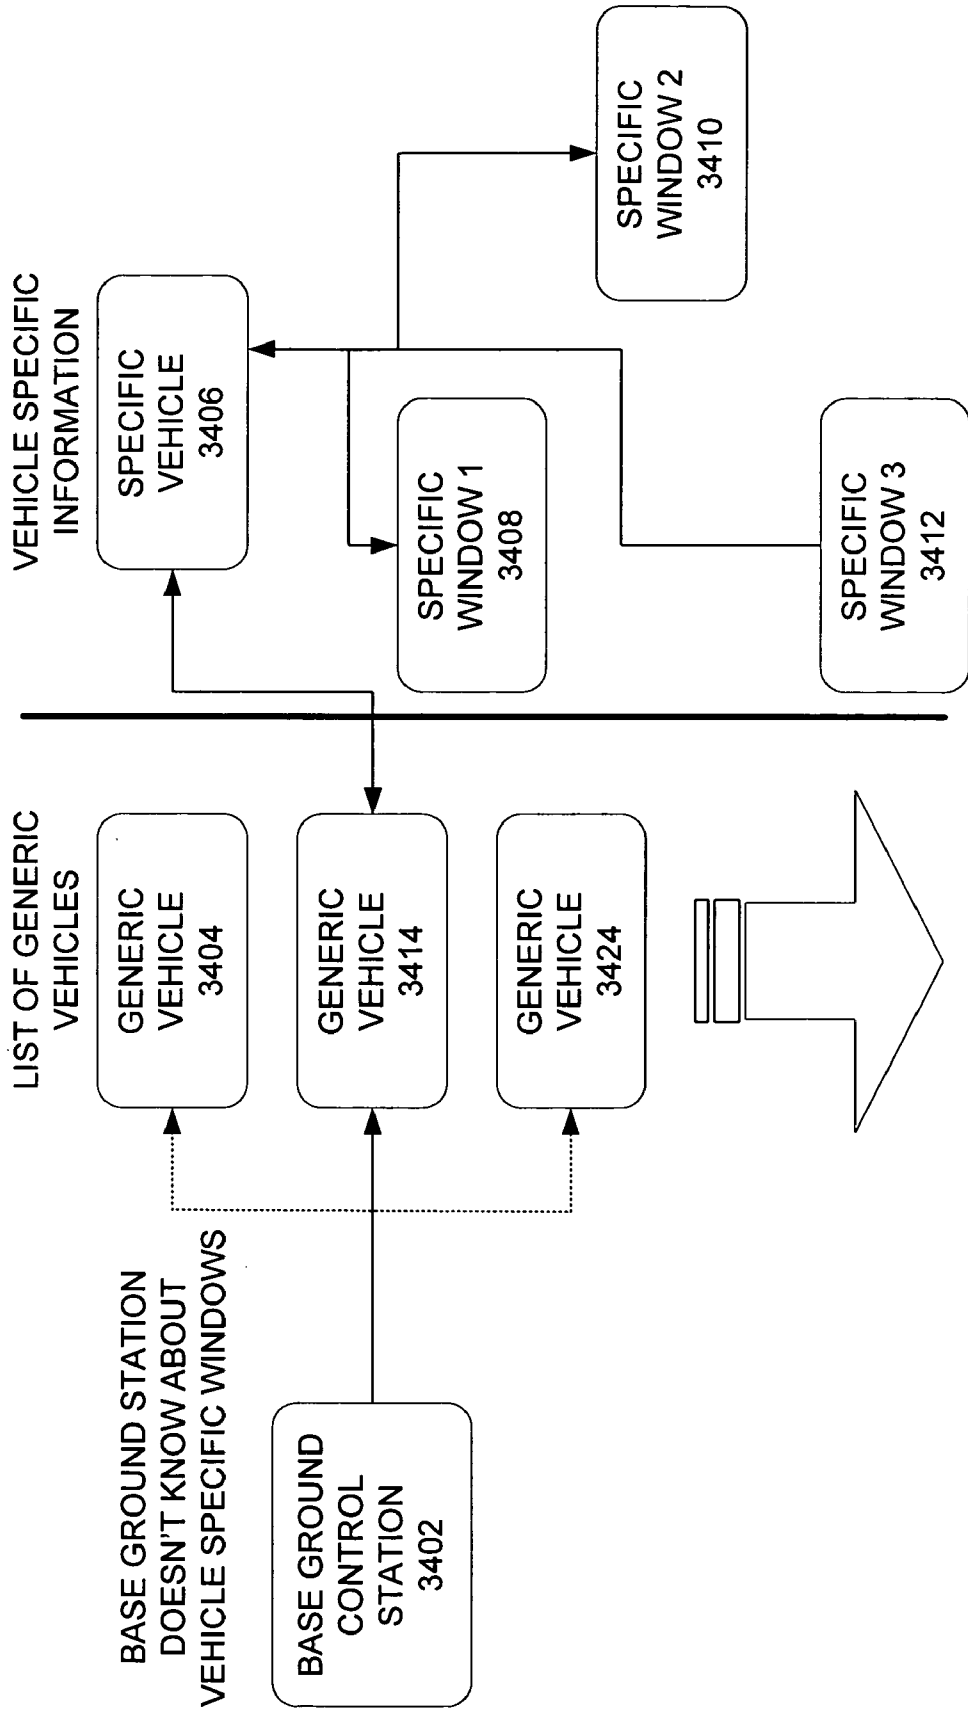 BASE GROUND STATION
DOESN'T KNOW ABOUT
VEHICLE SPECIFIC WINDOWS
BASE GROUND
CONTROL
STATION
3402
LIST OF GENERIC
VEHICLES
GENERIC
VEHICLE
3404
GENERIC
VEHICLE
3414
GENERIC
VEHICLE
3424
VEHICLE SPECIFIC
INFORMATION
SPECIFIC
VEHICLE
3406
SPECIFIC
WINDOW 1
3408
SPECIFIC
WINDOW 2
3410
SPECIFIC
WINDOW 3
3412